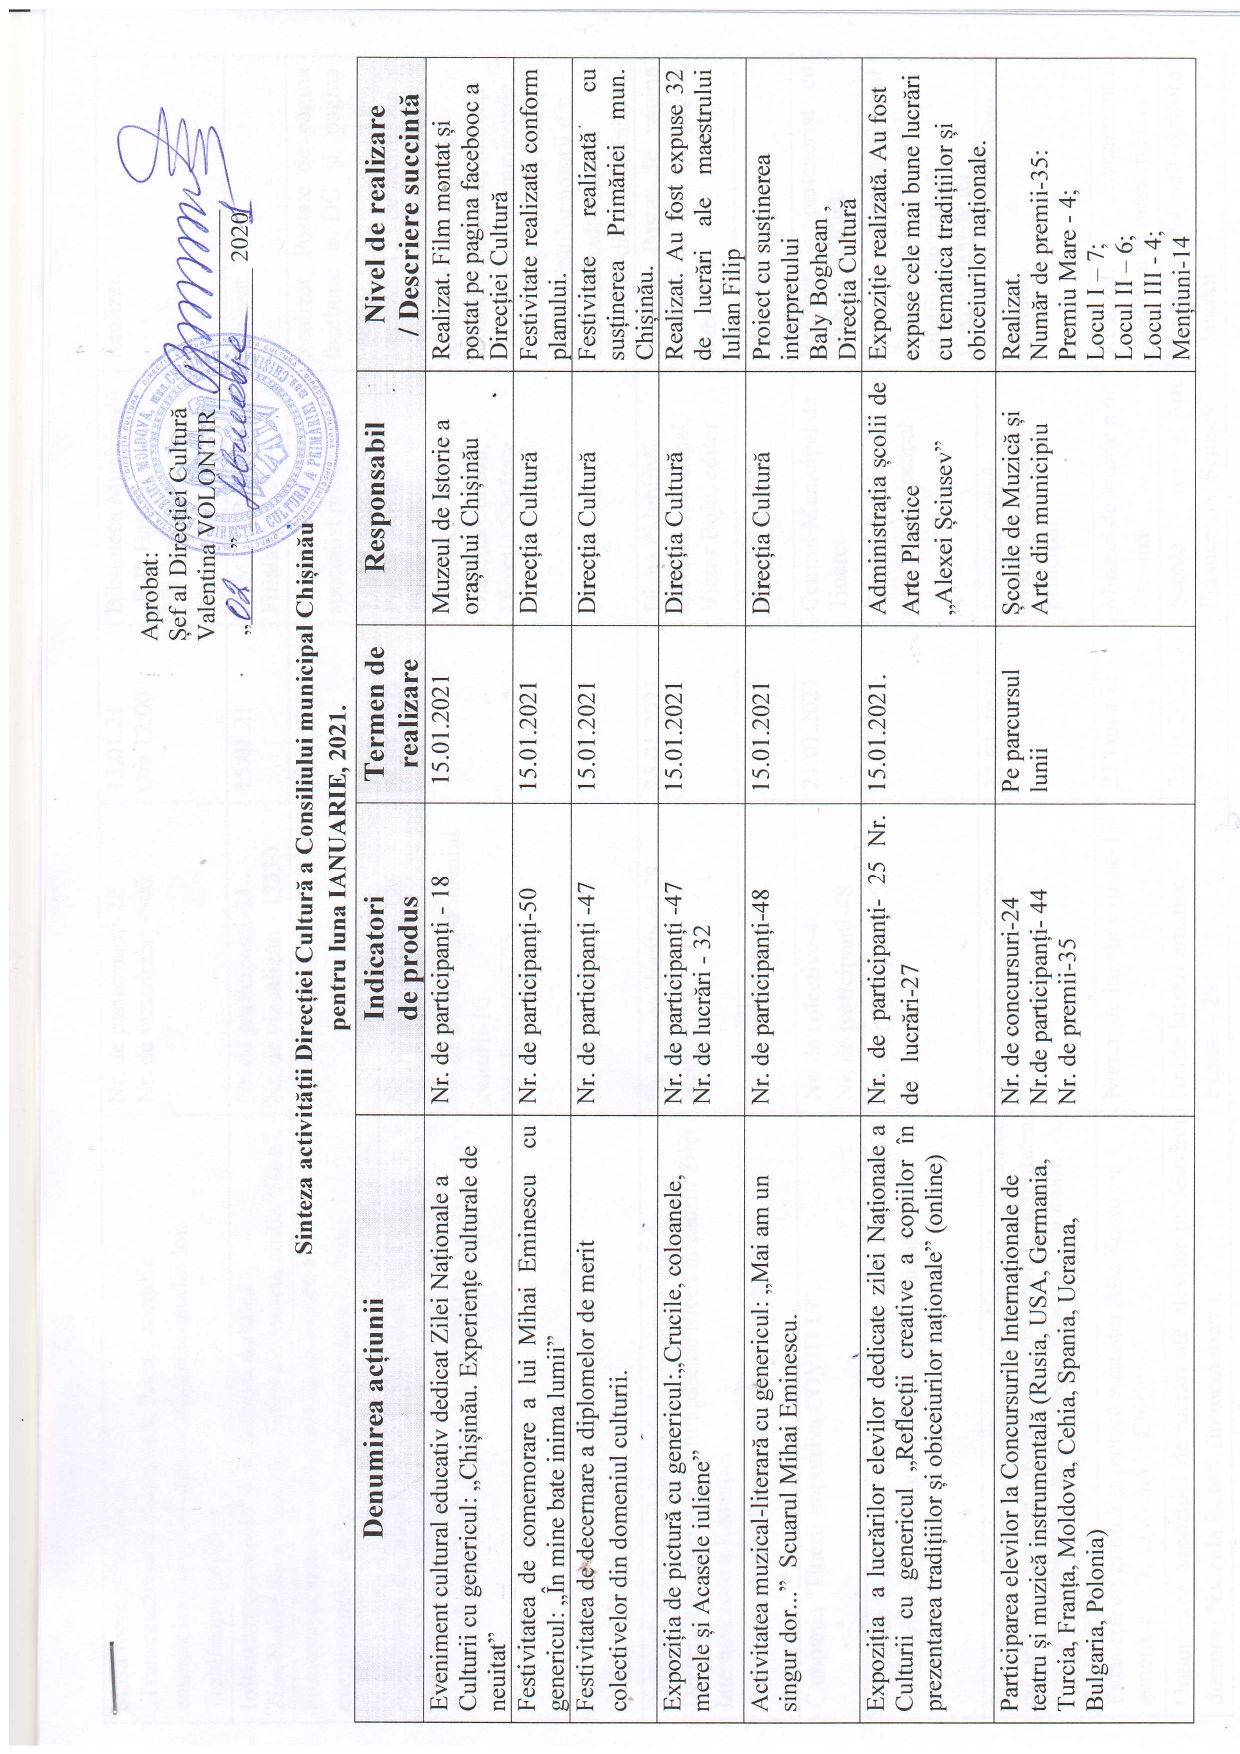 Aprobat:
Șef al Direcției Cultură
Valentina VOLONTIR
„02” februarie 2021
Sinteza activității Direcției Cultură a Consiliului municipal Chișinău
pentru luna IANUARIE, 2021.
Denumirea acțiunii
Indicatori
de produs
Termen de
realizare
Responsabil
Nivel de realizare
/ Descriere succintă
Eveniment cultural educativ dedicat Zilei Naționale a
Culturii cu genericul: „Chișinău. Experiențe culturale de
neuitat”
Nr. de participanți - 18
15.01.2021
Muzeul de Istorie a
orașului Chișinău
Realizat. Film montat și
postat pe pagina facebooc a
Direcției Cultură
Festivitatea de comemorare a lui Mihai Eminescu cu
genericul: „În mine bate inima lumii”
Nr. de participanți-50
15.01.2021
Direcția Cultură
Festivitate realizată conform
planului.
Festivitatea de decernare a diplomelor de merit
colectivelor din domeniul culturii.
Nr. de participanți -47
15.01.2021
Direcția Cultură
Festivitate realizată cu
susținerea Primăriei mun.
Chișinău.
Expoziția de pictură cu genericul:„Crucile, coloanele,
merele și Acasele iuliene”
Nr. de participanți -47
Nr. de lucrări - 32
15.01.2021
Direcția Cultură
Realizat. Au fost expuse 32
de lucrări ale maestrului
Iulian Filip
Activitatea muzical-literară cu genericul: „Mai am un
singur dor...” Scuarul Mihai Eminescu.
Nr. de participanți-48
15.01.2021
Direcția Cultură
Proiect cu susținerea
interpretului
Baly Boghean ,
Direcția Cultură
Expoziția a lucrărilor elevilor dedicate zilei Naționale a
Culturii cu genericul „Reflecții creative a copiilor în
prezentarea tradițiilor și obiceiurilor naționale” (online)
Nr. de participanți- 25 Nr.
de lucrări-27
15.01.2021.
Administrația școlii de
Arte Plastice
„Alexei Șciusev”
Expoziție realizată. Au fost
expuse cele mai bune lucrări
cu tematica tradițiilor și
obiceiurilor naționale.
Participarea elevilor la Concursurile Internaționale de
teatru și muzică instrumentală (Rusia, USA, Germania,
Turcia, Franța, Moldova, Cehia, Spania, Ucraina,
Bulgaria, Polonia)
Nr. de concursuri-24
Nr.de participanți- 44
Nr. de premii-35
Pe parcursul
lunii
Școlile de Muzică și
Arte din municipiu
Realizat.
Număr de premii-35:
Premiu Mare - 4;
Locul I – 7;
Locul II – 6;
Locul III - 4;
Mențiuni-14